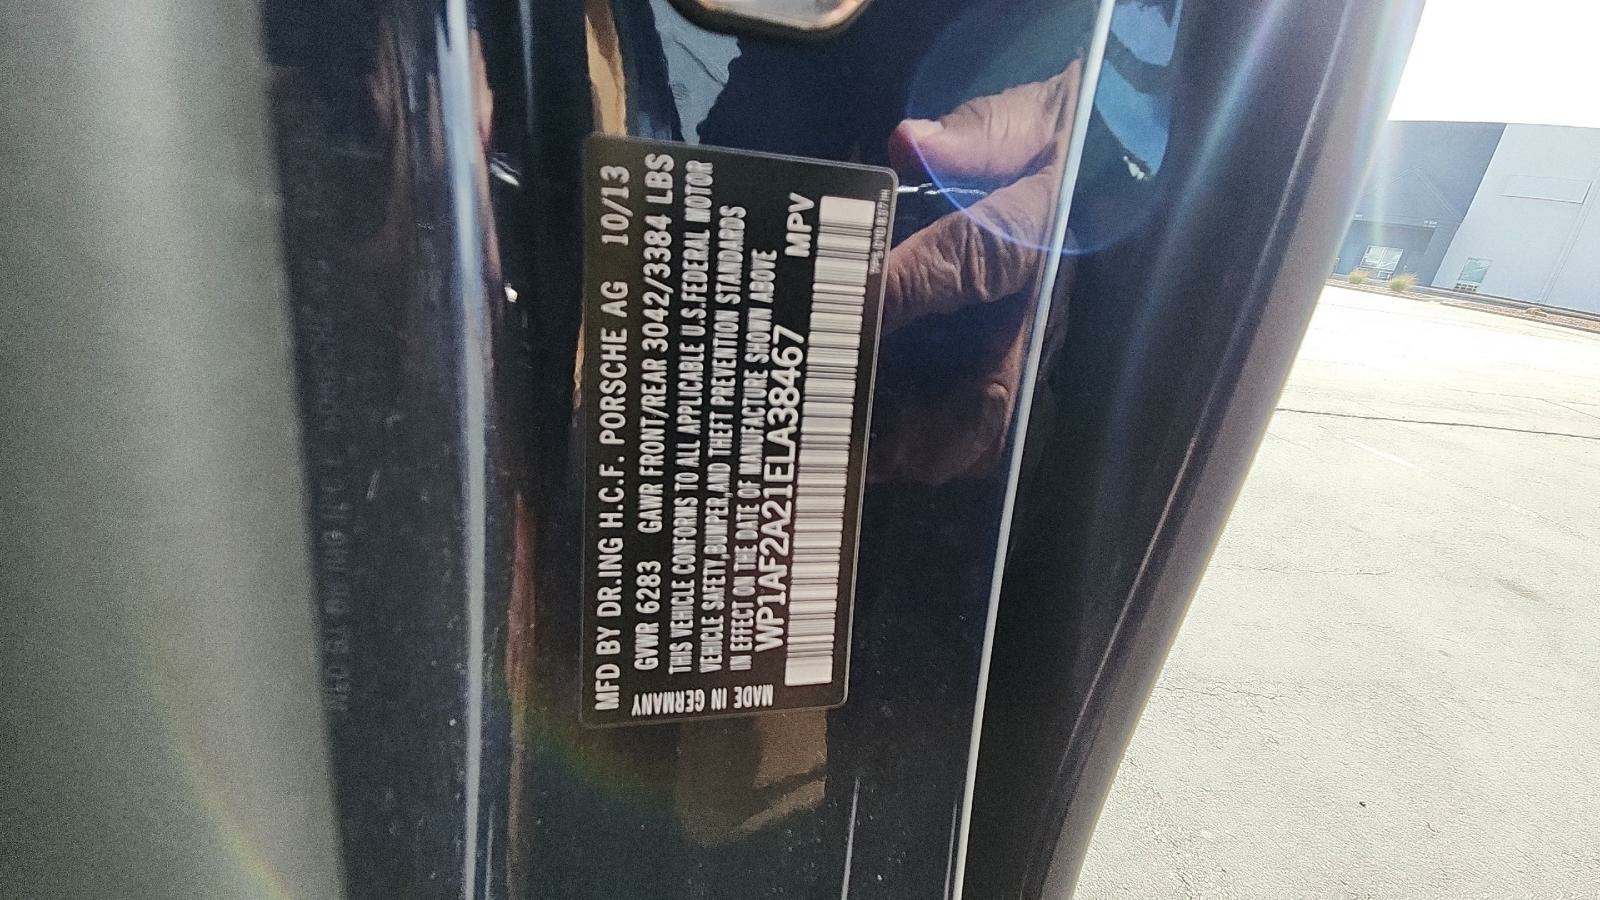 MFD BY DR.ING H.C.F. PORSCHE AG 10/13
GVWR 6283 GAWR FRONT/REAR 3042/3384 LBS
THIS VEHICLE CONFORMS TO ALL APPLICABLE U.S.FEDERAL MOTOR
VEHICLE SAFETY,BUMPER,AND THEFT PREVENTION STANDARDS
IN EFFECT ON THE DATE OF MANUFACTURE SHOWN ABOVE
WP1AF2A21ELA38467 MPV
MADE IN GERMANY